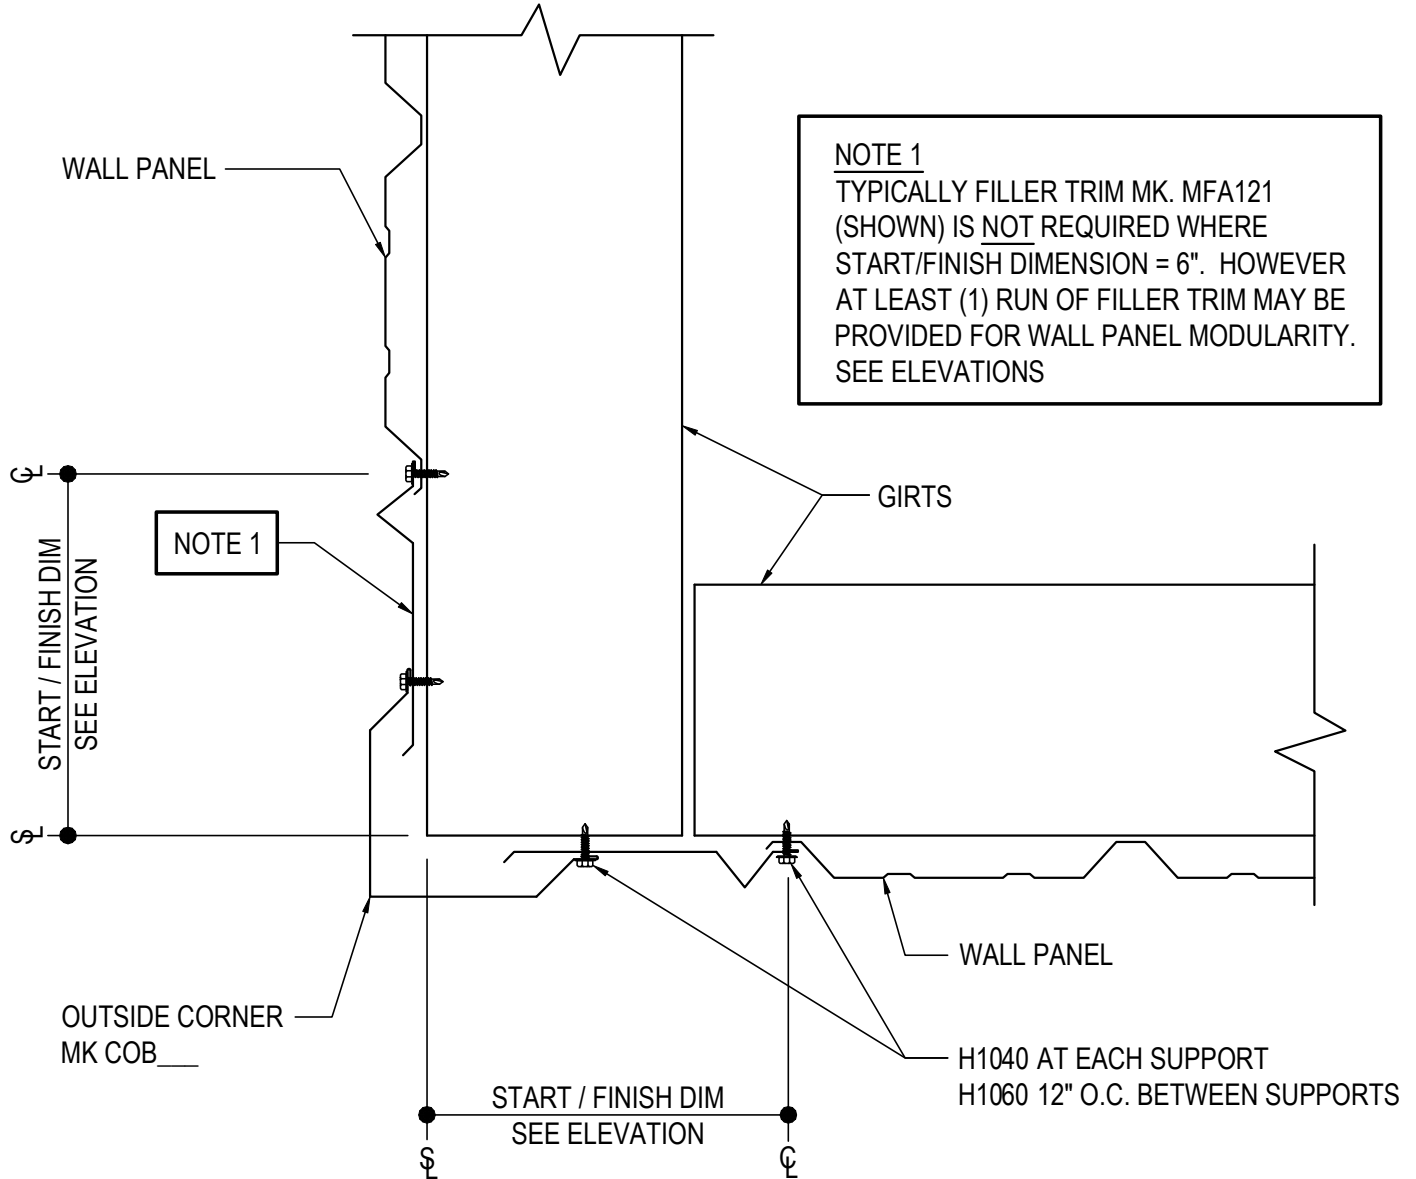 WALL PANEL
NOTE 1
TYPICALLY FILLER TRIM MK. MFA121
(SHOWN) IS NOT REQUIRED WHERE
START/FINISH DIMENSION = 6". HOWEVER
AT LEAST (1) RUN OF FILLER TRIM MAY BE
PROVIDED FOR WALL PANEL MODULARITY.
SEE ELEVATIONS
℄
GIRTS
NOTE 1
START / FINISH DIM
SEE ELEVATION
SL
WALL PANEL
OUTSIDE CORNER
MK COB___
H1040 AT EACH SUPPORT
H1060 12" O.C. BETWEEN SUPPORTS
START / FINISH DIM
SEE ELEVATION
SL
℄